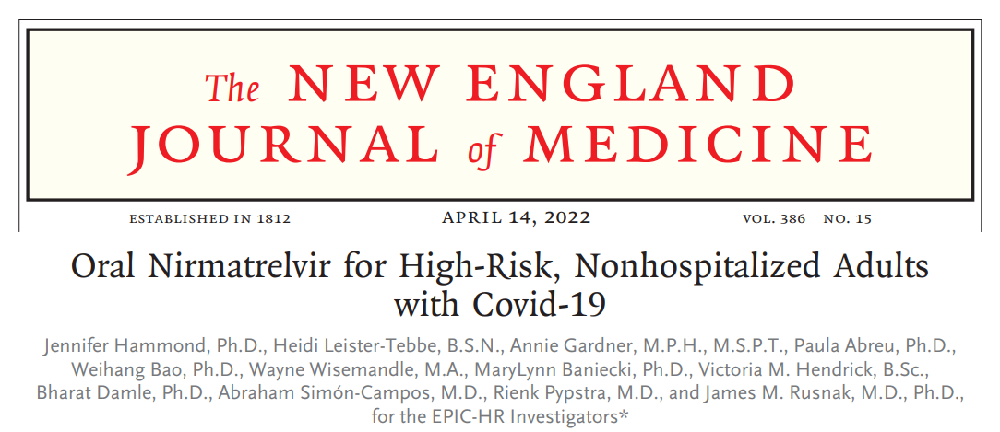 The NEW ENGLAND
JOURNAL of MEDICINE
ESTABLISHED IN 1812 APRIL 14, 2022 VOL. 386 NO. 15
Oral Nirmatrelvir for High-Risk, Nonhospitalized Adults
with Covid-19
Jennifer Hammond, Ph.D., Heidi Leister-Tebbe, B.S.N., Annie Gardner, M.P.H., M.S.P.T., Paula Abreu, Ph.D.,
Weihang Bao, Ph.D., Wayne Wisemandle, M.A., MaryLynn Baniecki, Ph.D., Victoria M. Hendrick, B.Sc.,
Bharat Damle, Ph.D., Abraham Simón-Campos, M.D., Rienk Pypstra, M.D., and James M. Rusnak, M.D., Ph.D.,
for the EPIC-HR Investigators*